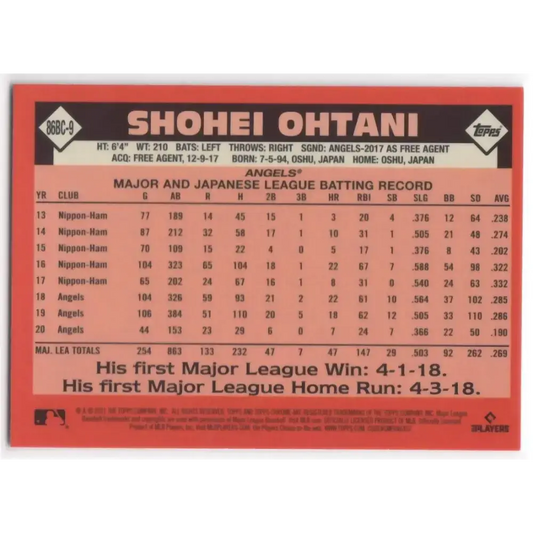 86BC-9
SHOHEI OHTANI
Topps
HT: 6'4" WT: 210 BATS: LEFT THROWS: RIGHT SGND: ANGELS-2017 AS FREE AGENT
ACQ: FREE AGENT, 12-9-17 BORN: 7-5-94, OSHU, JAPAN HOME: OSHU, JAPAN
ANGELS®
MAJOR AND JAPANESE LEAGUE BATTING RECORD
YR CLUB G AB R H 2B 3B HR RBI SB SLG BB SO AVG
13 Nippon-Ham 77 189 14 45 15 1 3 20 4 .376 12 64 .238
14 Nippon-Ham 87 212 32 58 17 1 10 31 1 .505 21 48 .274
15 Nippon-Ham 70 109 15 22 4 0 5 17 1 .376 8 43 .202
16 Nippon-Ham 104 323 65 104 18 1 22 67 7 .588 54 98 .322
17 Nippon-Ham 65 202 24 67 16 1 8 31 0 .540 24 63 .332
18 Angels 104 326 59 93 21 2 22 61 10 .564 37 102 .285
19 Angels 106 384 51 110 20 5 18 62 12 .505 33 110 .286
20 Angels 44 153 23 29 6 0 7 24 7 .366 22 50 .190
MAJ. LEA TOTALS 254 863 133 232 47 7 47 147 29 .503 92 262 .269
His first Major League Win: 4-1-18.
His first Major League Home Run: 4-3-18.
PLAYERS